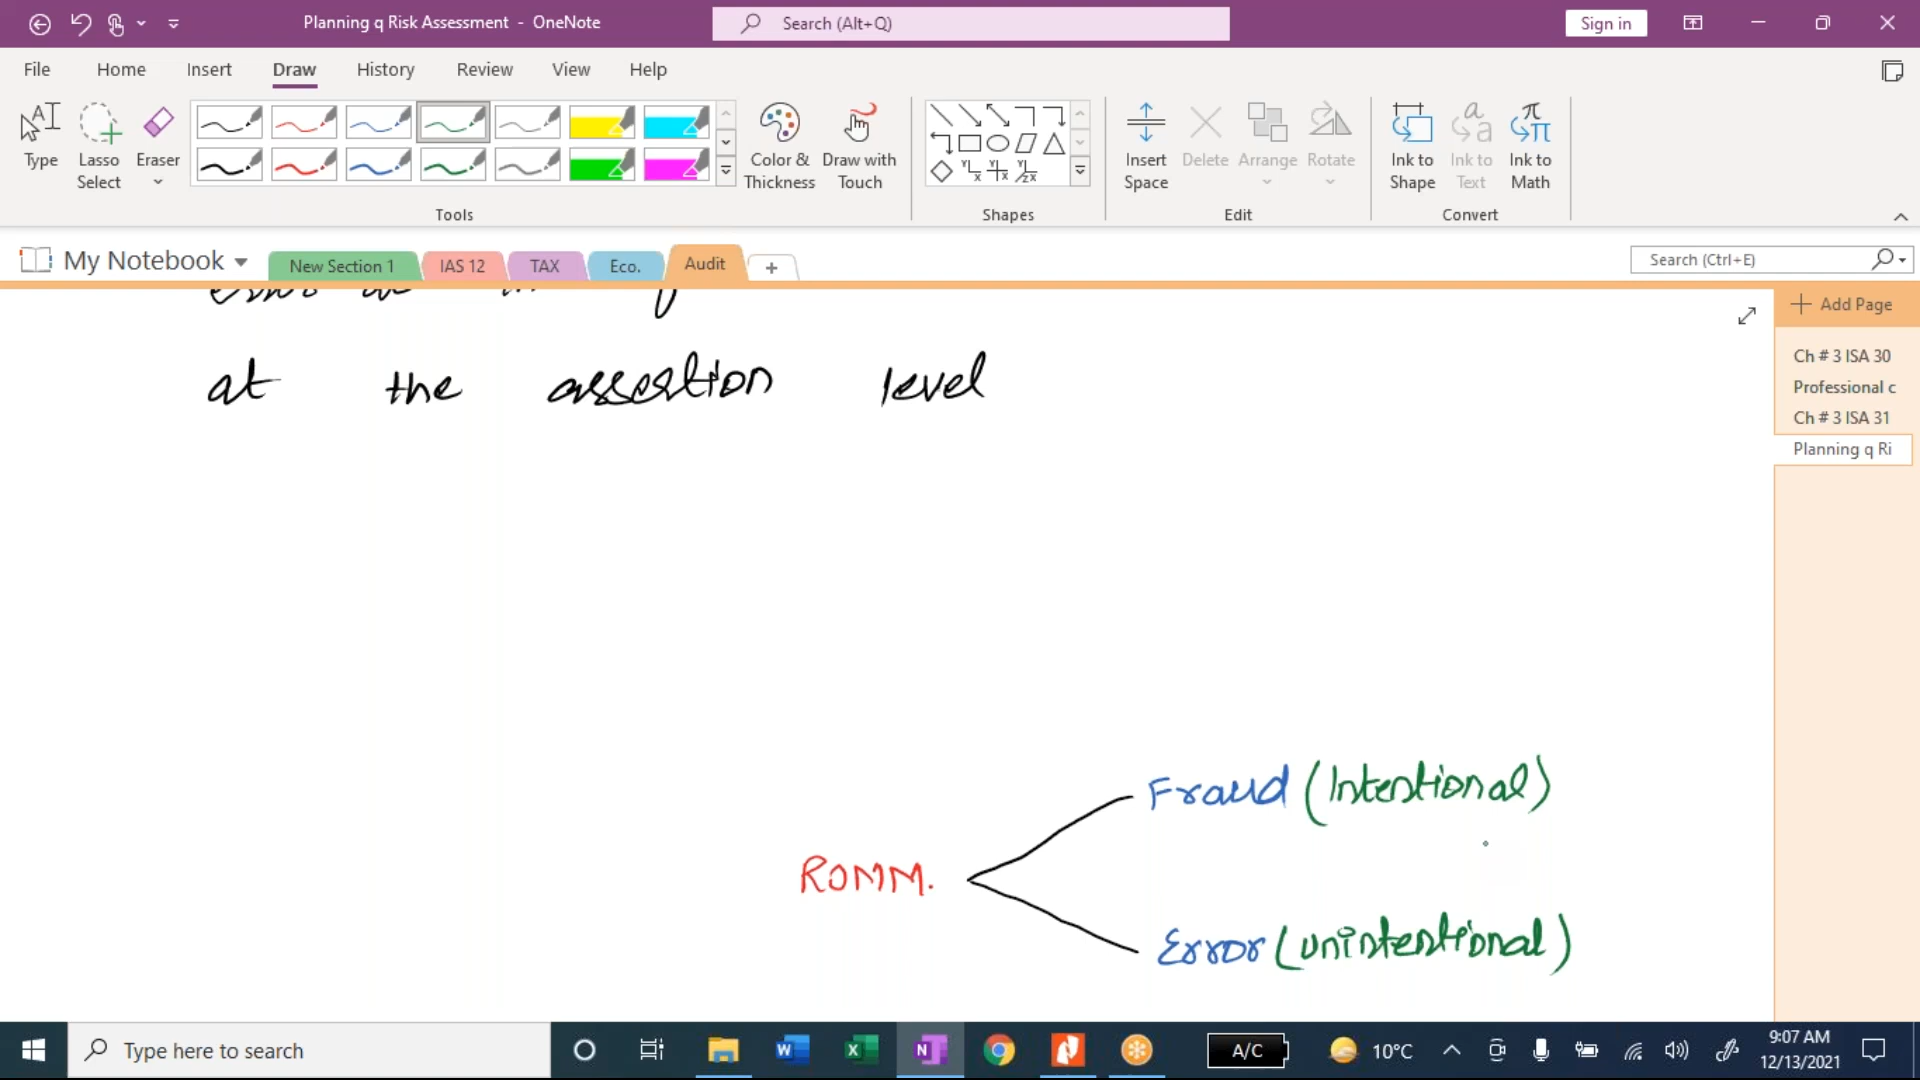 Planning q Risk Assessment - OneNote
Search (Alt+Q)
Sign in
File Home Insert Draw History Review View Help
Type
Lasso Select
Eraser
Color & Thickness
Draw with Touch
Insert Space
Delete
Arrange
Rotate
Ink to Shape
Ink to Text
Ink to Math
Tools Shapes Edit Convert
My Notebook
New Section 1 IAS 12 TAX Eco. Audit
Search (Ctrl+E)
Add Page
Ch # 3 ISA 30
Professional c
Ch # 3 ISA 31
Planning q Ri
at the assertion level
Fraud (Intentional)
ROMM.
Error (unintentional)
Type here to search
A/C
10°C
9:07 AM
12/13/2021